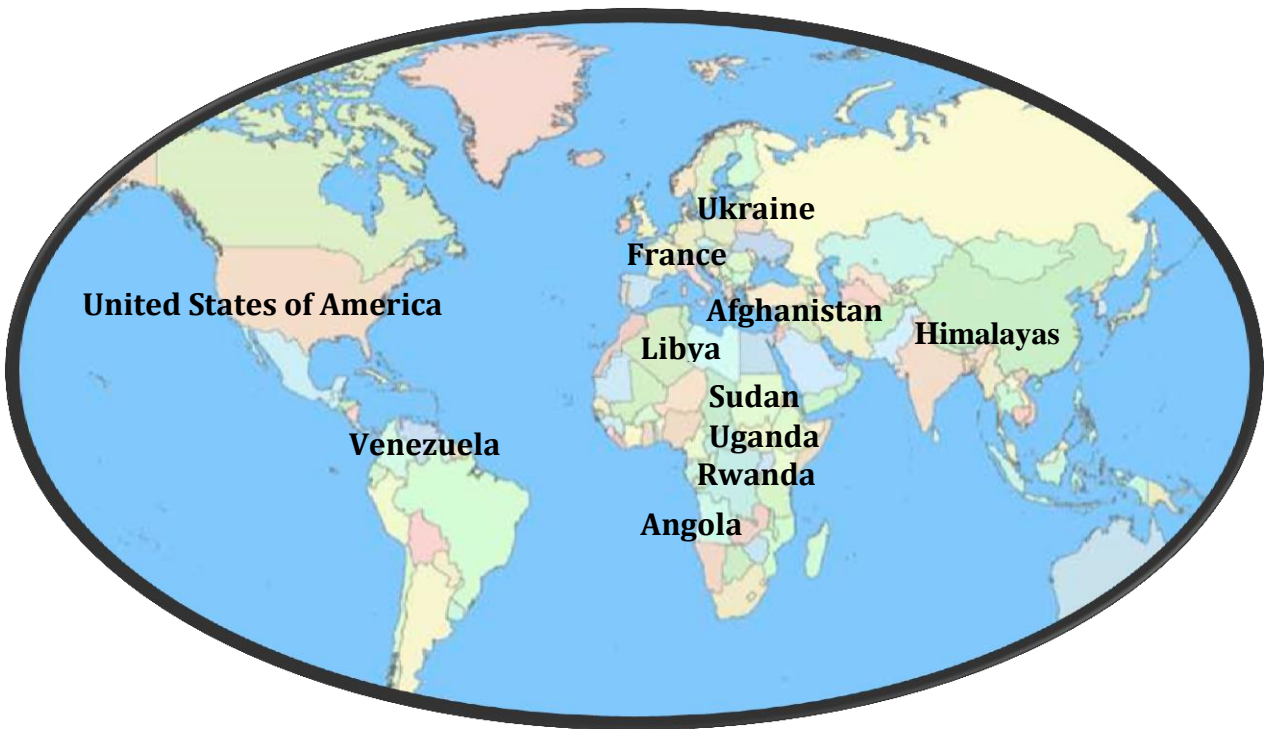 Ukraine
France
United States of America
Afghanistan
Himalayas
Libya
Sudan
Uganda
Venezuela
Rwanda
Angola